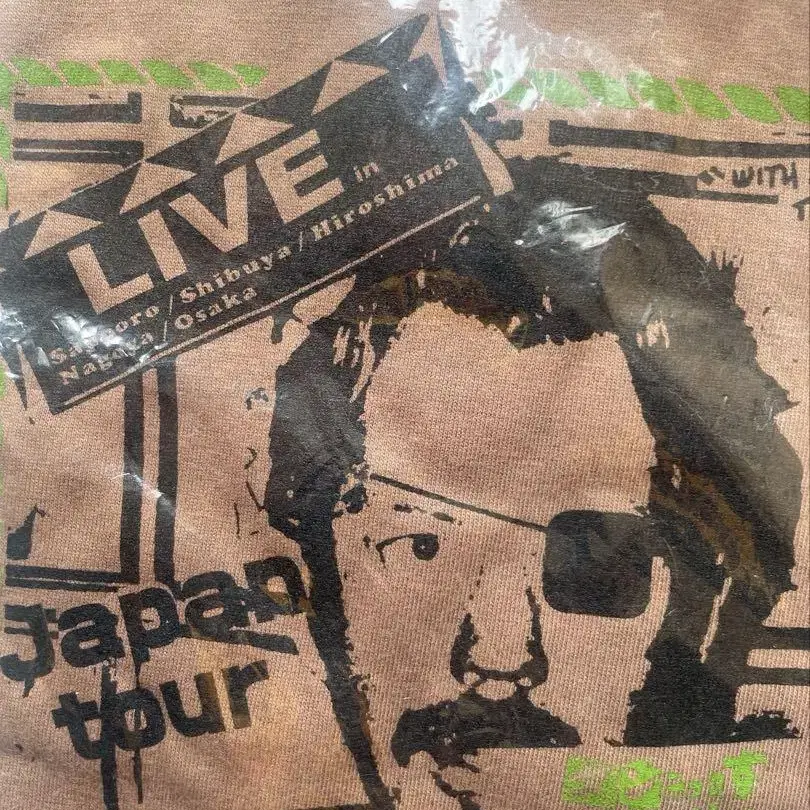 LIVE in
Sapporo / Shibuya / Hiroshima
Nagoya / Osaka
WITH
Japan
tour